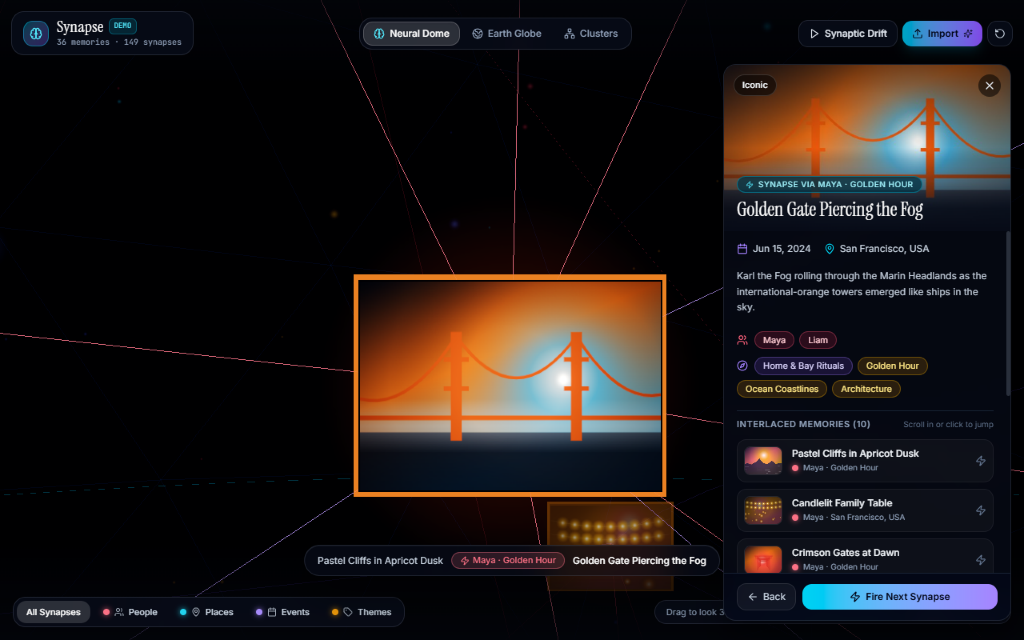 Synapse DEMO
36 memories · 149 synapses
Neural Dome
Earth Globe
Clusters
Synaptic Drift
Import
Iconic
SYNAPSE VIA MAYA · GOLDEN HOUR
Golden Gate Piercing the Fog
Jun 15, 2024
San Francisco, USA
Karl the Fog rolling through the Marin Headlands as the
international-orange towers emerged like ships in the
sky.
Maya
Liam
Home & Bay Rituals
Golden Hour
Ocean Coastlines
Architecture
INTERLACED MEMORIES (10)
Scroll in or click to jump
Pastel Cliffs in Apricot Dusk
Maya · Golden Hour
Candlelit Family Table
Maya · San Francisco, USA
Crimson Gates at Dawn
Maya · Golden Hour
Back
Fire Next Synapse
Pastel Cliffs in Apricot Dusk
Maya · Golden Hour
Golden Gate Piercing the Fog
All Synapses
People
Places
Events
Themes
Drag to look 3